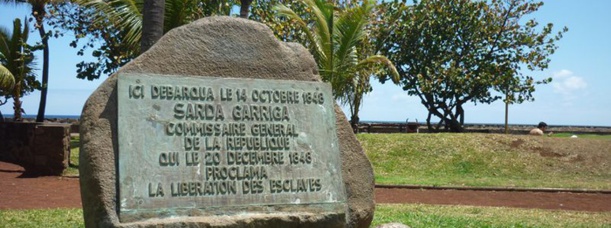 ICI DEBARQUA LE 14 OCTOBRE 1848
SARDA GARRIGA
COMMISSAIRE GENERAL
DE LA REPUBLIQUE
QUI LE 20 DECEMBRE 1848
PROCLAMA
LA LIBERATION DES ESCLAVES